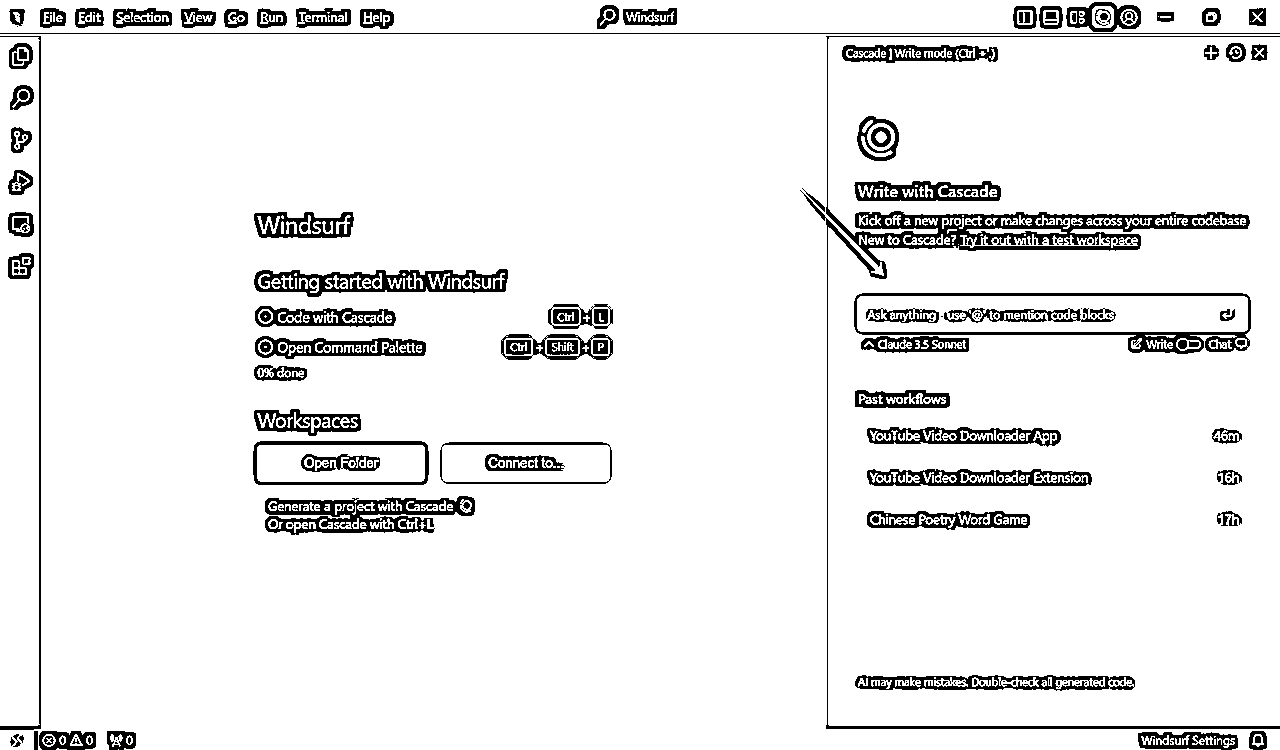 File Edit Selection View Go Run Terminal Help
Windsurf
Cascade | Write mode (Ctrl + .)
Windsurf
Getting started with Windsurf
Code with Cascade Ctrl + L
Open Command Palette Ctrl + Shift + P
0% done
Workspaces
Open Folder Connect to...
Generate a project with Cascade
Or open Cascade with Ctrl+L
Write with Cascade
Kick off a new project or make changes across your entire codebase
New to Cascade? Try it out with a test workspace
Ask anything - use '@' to mention code blocks
Claude 3.5 Sonnet Write Chat
Past workflows
YouTube Video Downloader App 46m
YouTube Video Downloader Extension 16h
Chinese Poetry Word Game 17h
AI may make mistakes. Double-check all generated code.
0 0 0 Windsurf Settings